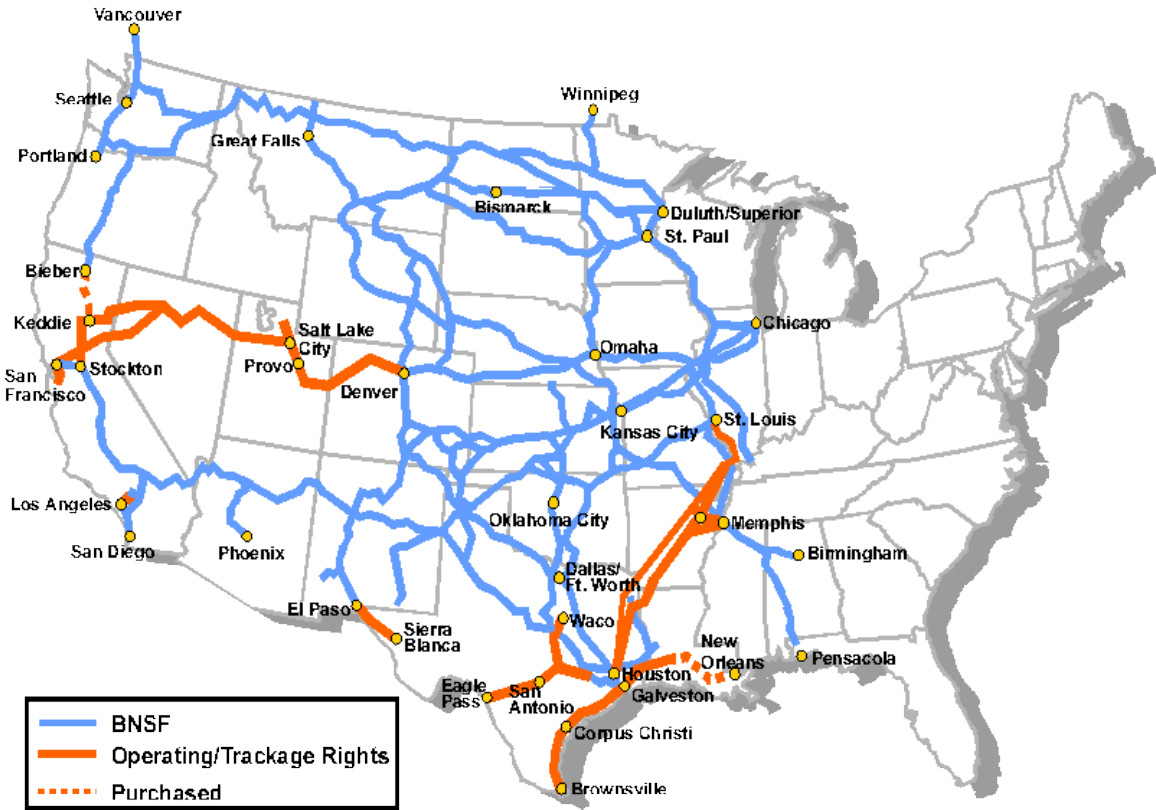 Vancouver
Winnipeg
Seattle
Great Falls
Portland
Bismarck
Duluth/Superior
St. Paul
Bieber
Keddie
Chicago
Salt Lake
City
Omaha
Stockton
Provo
San
Francisco
Denver
St. Louis
Kansas City
Los Angeles
Oklahoma City
Memphis
San Diego
Phoenix
Birmingham
Dallas/
Ft. Worth
El Paso
Waco
Sierra
Blanca
New
Orleans
Pensacola
Houston
Eagle
Pass
San
Antonio
Galveston
Corpus Christi
Brownsville
BNSF
Operating/Trackage Rights
Purchased